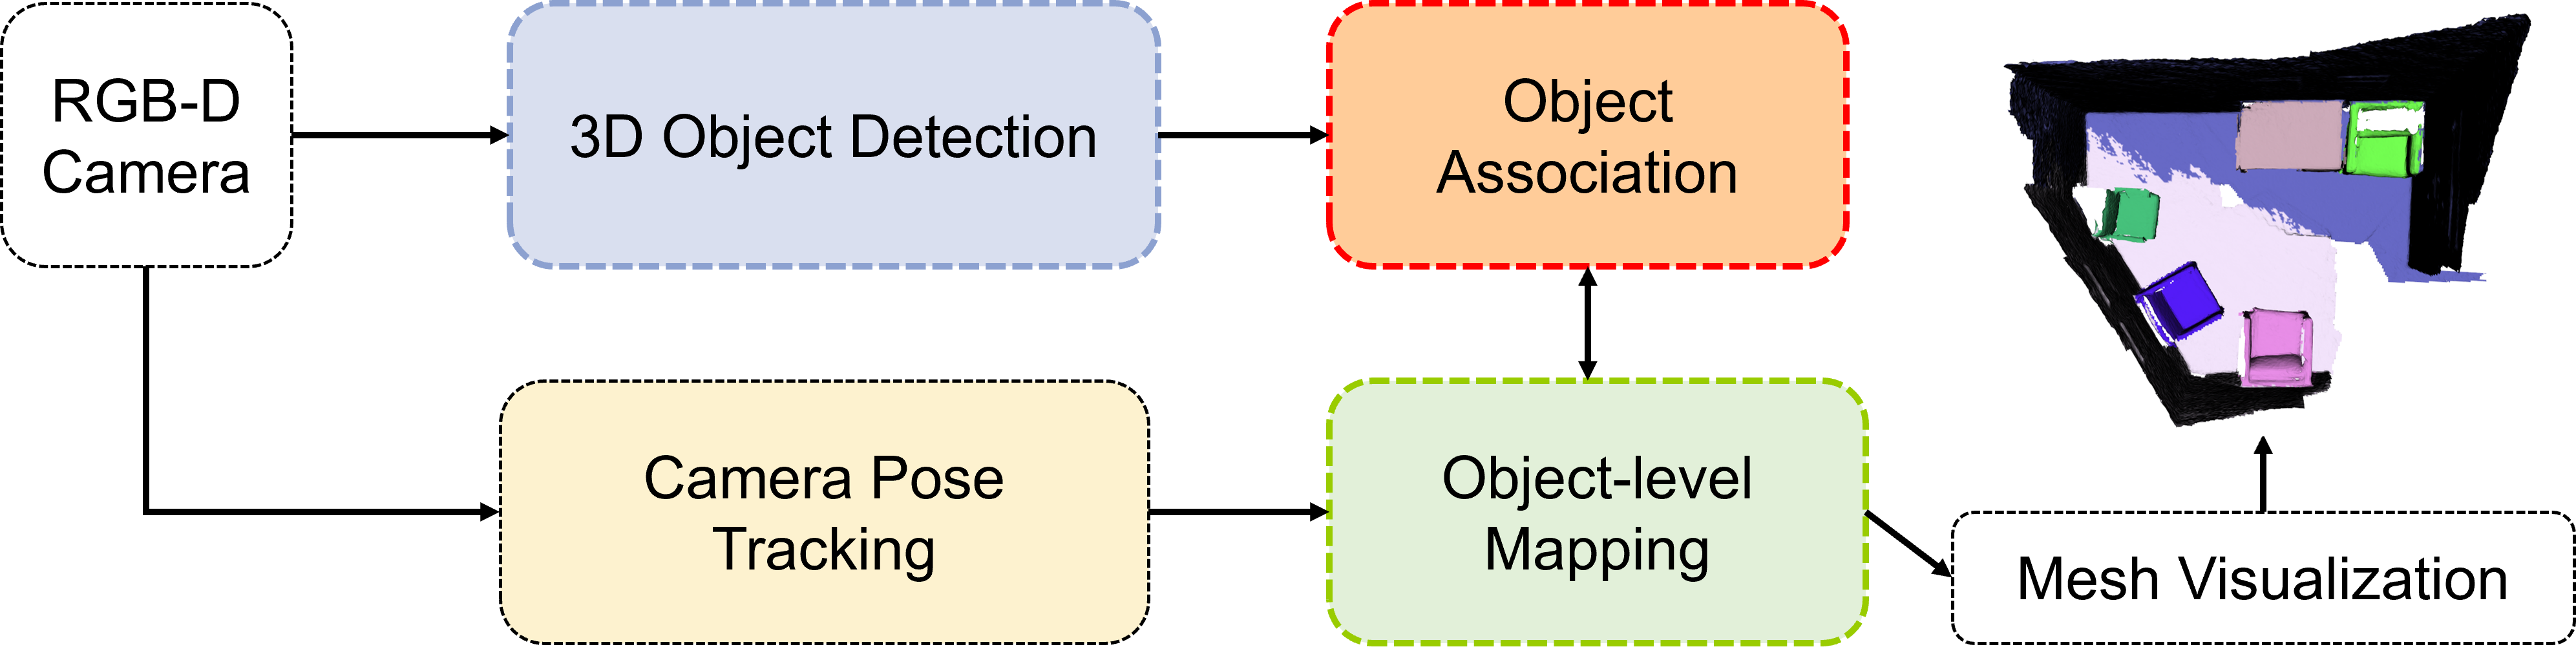 RGB-D
Camera
3D Object Detection
Object
Association
Camera Pose
Tracking
Object-level
Mapping
Mesh Visualization